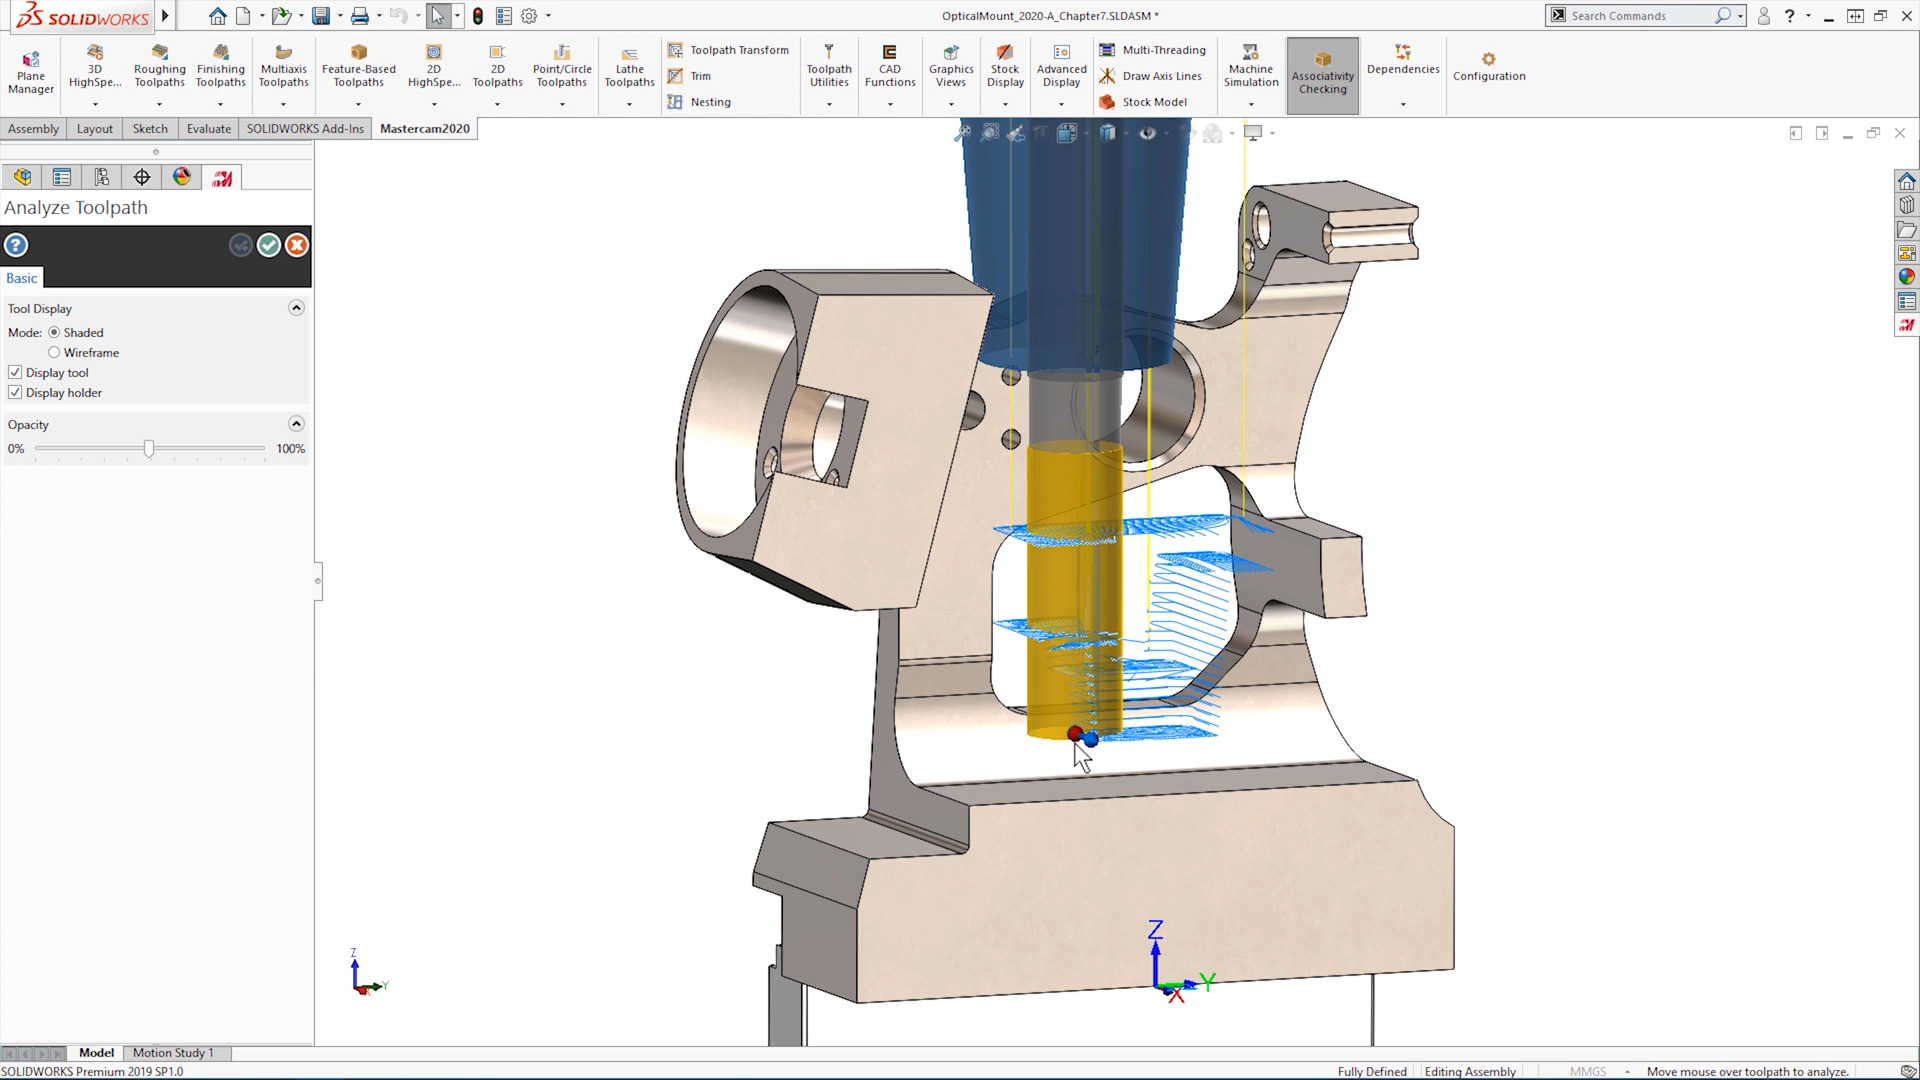 SOLIDWORKS
OpticalMount_2020-A_Chapter7.SLDASM *
Search Commands
?
Plane Manager
3D HighSpe...
Roughing Toolpaths
Finishing Toolpaths
Multiaxis Toolpaths
Feature-Based Toolpaths
2D HighSpe...
2D Toolpaths
Point/Circle Toolpaths
Lathe Toolpaths
Toolpath Transform
Trim
Nesting
Toolpath Utilities
CAD Functions
Graphics Views
Stock Display
Advanced Display
Multi-Threading
Draw Axis Lines
Stock Model
Machine Simulation
Associativity Checking
Dependencies
Configuration
Assembly
Layout
Sketch
Evaluate
SOLIDWORKS Add-Ins
Mastercam2020
Analyze Toolpath
?
Basic
Tool Display
Mode: Shaded
Wireframe
Display tool
Display holder
Opacity
0% 100%
Z
Y
X
Z
Y
X
Model
Motion Study 1
SOLIDWORKS Premium 2019 SP1.0
Fully Defined
Editing Assembly
MMGS
Move mouse over toolpath to analyze.